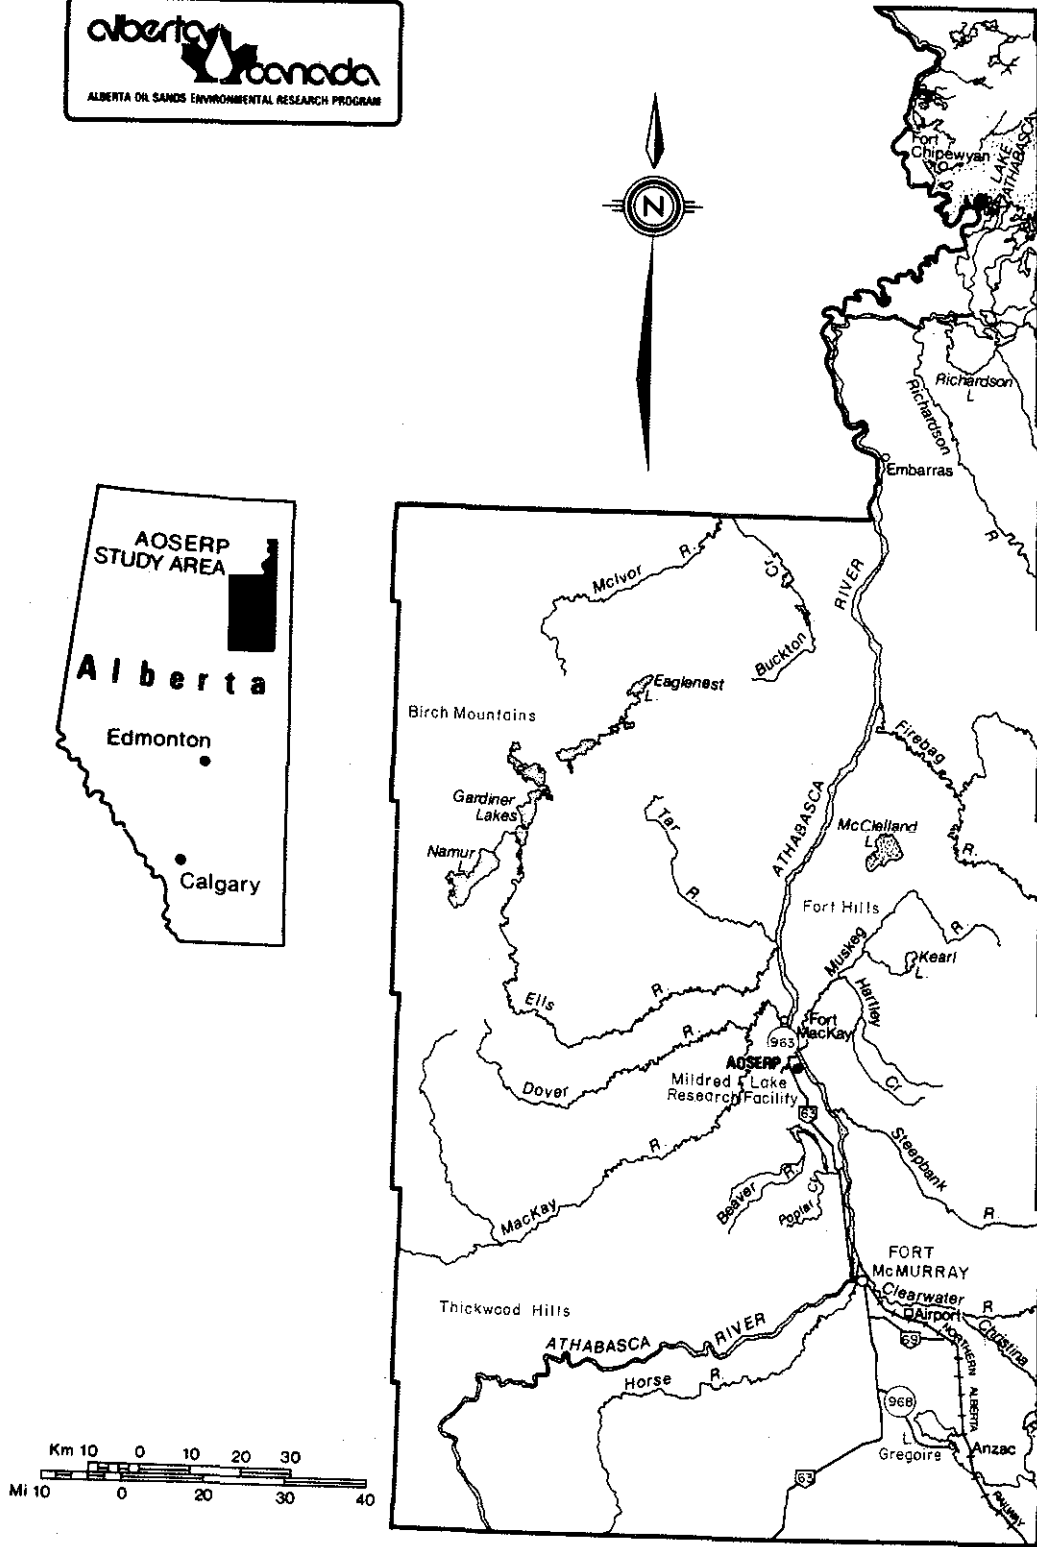 alberta
canada
ALBERTA OIL SANDS ENVIRONMENTAL RESEARCH PROGRAM
N
Fort
Chipewyan
LAKE
ATHABASCA
Richardson
L.
Richardson
R.
Embarras
AOSERP
STUDY AREA
Alberta
Edmonton
Calgary
McIvor R.
Cr.
Buckton
RIVER
Eaglenest
L.
Birch Mountains
Firebag
R.
Gardiner
Lakes
Namur
L.
Tar
R.
ATHABASCA
McClelland
L.
Fort Hills
Muskeg
R.
Kearl
L.
Hartley
Cr.
Ells
R.
Fort
MacKay
963
Dover
R.
AOSERP
Mildred Lake
Research Facility
63
Steepbank
R.
MacKay
R.
Beaver R.
Poplar Cr.
FORT
McMURRAY
Clearwater
R.
Airport
Christina
69
NORTHERN ALBERTA
RAILWAY
Thickwood Hills
ATHABASCA RIVER
Horse R.
968
L.
Gregoire
Anzac
63
Km 10 0 10 20 30
Mi 10 0 20 30 40